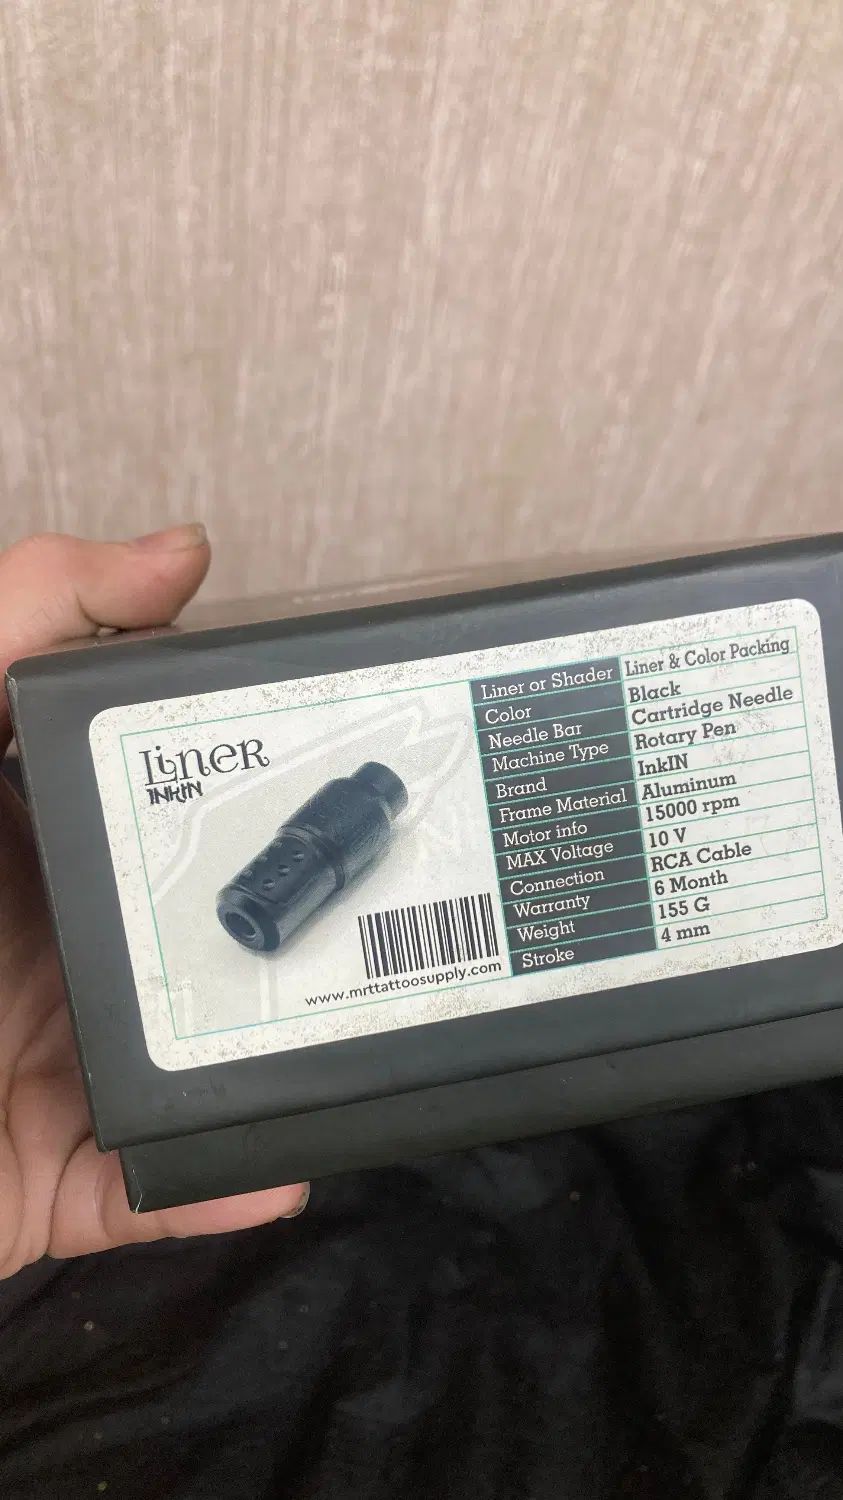 Liner
INKIN
www.mrttattoosupply.com
Liner or Shader Liner & Color Packing
Color Black
Needle Bar Cartridge Needle
Machine Type Rotary Pen
Brand InkIN
Frame Material Aluminum
Motor info 15000 rpm
MAX Voltage 10 V
Connection RCA Cable
Warranty 6 Month
Weight 155 G
Stroke 4 mm